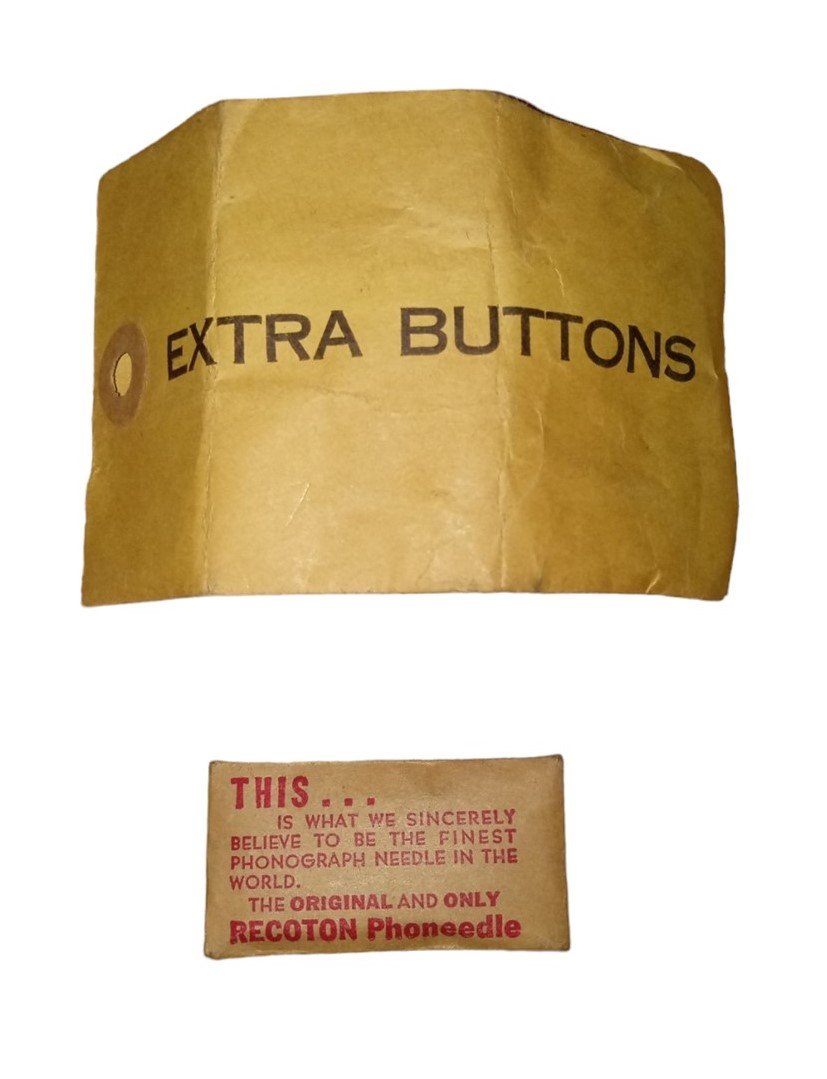 EXTRA BUTTONS
THIS...
IS WHAT WE SINCERELY
BELIEVE TO BE THE FINEST
PHONOGRAPH NEEDLE IN THE
WORLD.
THE ORIGINAL AND ONLY
RECOTON Phoneedle